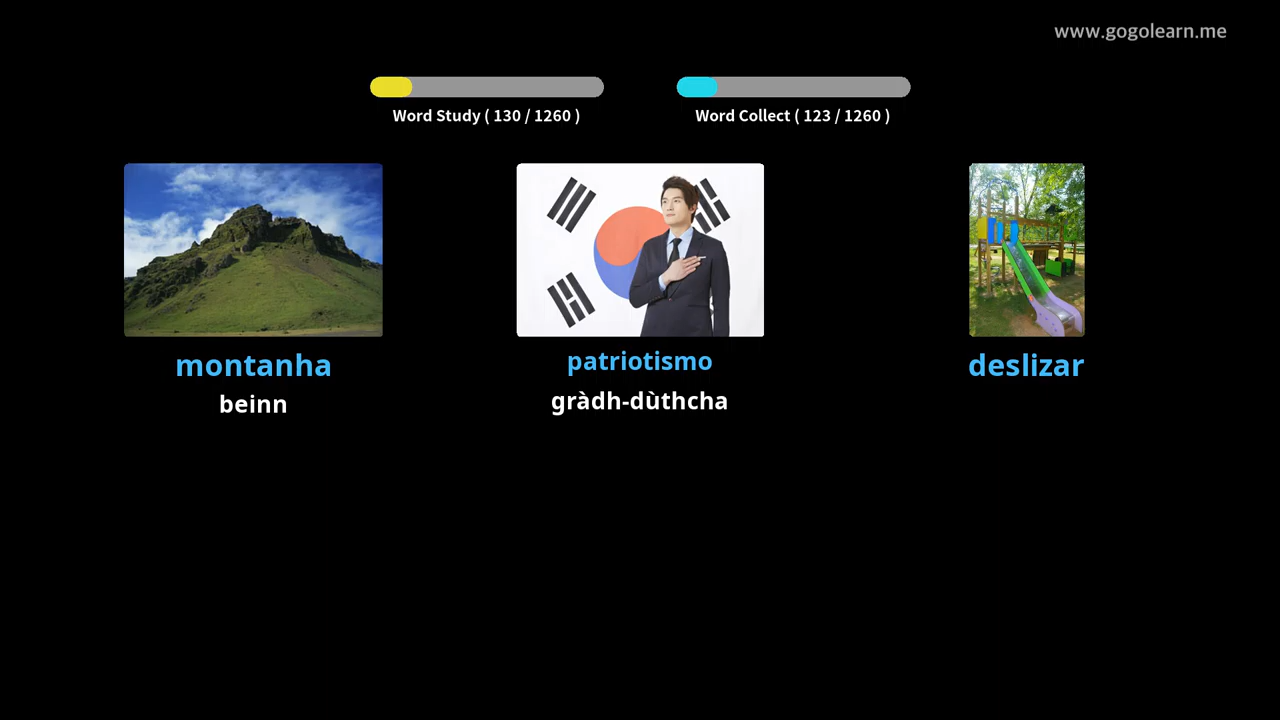 www.gogolearn.me
Word Study ( 130 / 1260 )
Word Collect ( 123 / 1260 )
montanha
patriotismo
deslizar
beinn
gràdh-dùthcha